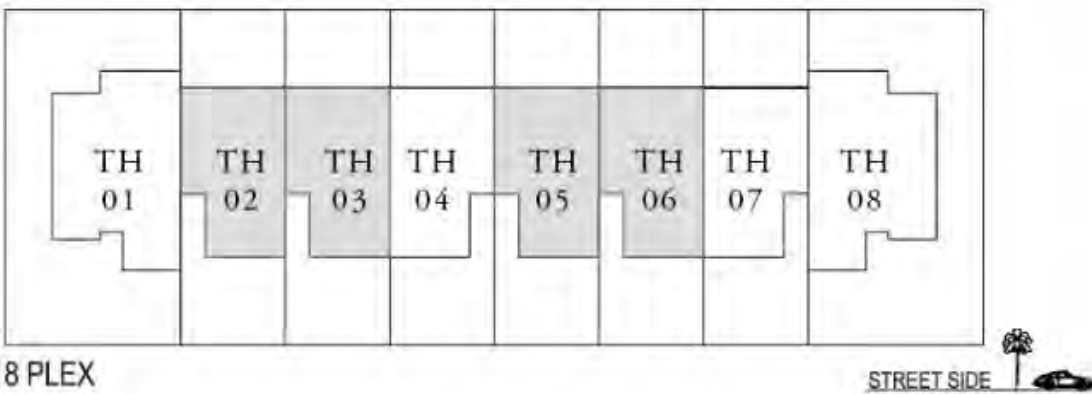 TH TH TH TH TH TH TH TH
01 02 03 04 05 06 07 08
8 PLEX
STREET SIDE